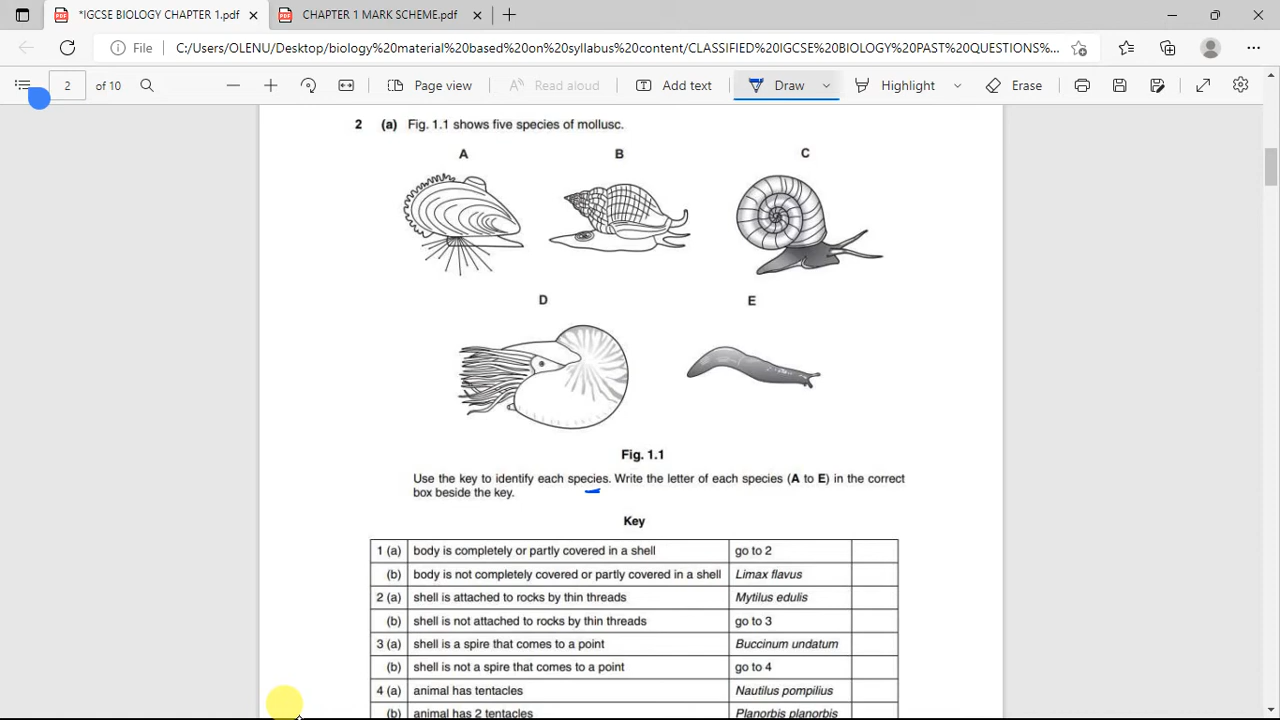 *IGCSE BIOLOGY CHAPTER 1.pdf
CHAPTER 1 MARK SCHEME.pdf
File
C:/Users/OLENU/Desktop/biology%20material%20based%20on%20syllabus%20content/CLASSIFIED%20IGCSE%20BIOLOGY%20PAST%20QUESTIONS%...
2 of 10
Page view
Read aloud
Add text
Draw
Highlight
Erase
2 (a) Fig. 1.1 shows five species of mollusc.
A B C
D E
Fig. 1.1
Use the key to identify each species. Write the letter of each species (A to E) in the correct
box beside the key.
Key
1 (a) body is completely or partly covered in a shell go to 2
(b) body is not completely covered or partly covered in a shell Limax flavus
2 (a) shell is attached to rocks by thin threads Mytilus edulis
(b) shell is not attached to rocks by thin threads go to 3
3 (a) shell is a spire that comes to a point Buccinum undatum
(b) shell is not a spire that comes to a point go to 4
4 (a) animal has tentacles Nautilus pompilius
(b) animal has 2 tentacles Planorbis planorbis